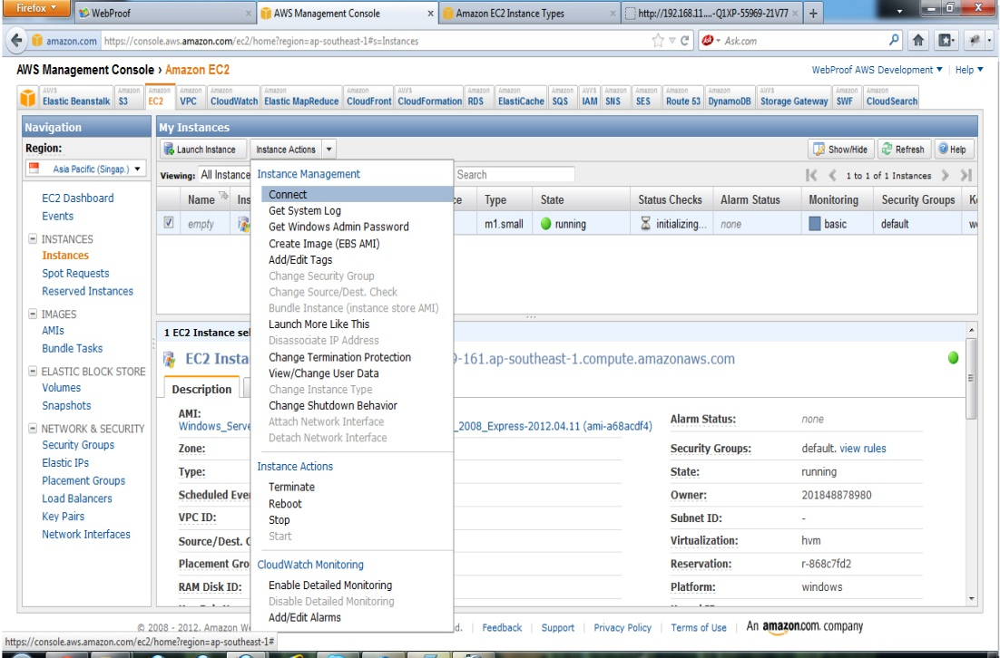 Firefox
WebProof
AWS Management Console
Amazon EC2 Instance Types
http://192.168.11....-Q1XP-55969-21V77
amazon.com https://console.aws.amazon.com/ec2/home?region=ap-southeast-1#s=Instances
Ask.com
AWS Management Console › Amazon EC2
WebProof AWS Development
Help
AWS Elastic Beanstalk
Amazon S3
Amazon EC2
Amazon VPC
Amazon CloudWatch
Amazon Elastic MapReduce
Amazon CloudFront
AWS CloudFormation
Amazon RDS
Amazon ElastiCache
Amazon SQS
AWS IAM
Amazon SNS
Amazon SES
Amazon Route 53
Amazon DynamoDB
AWS Storage Gateway
Amazon SWF
Amazon CloudSearch
Navigation
Region:
Asia Pacific (Singap.)
EC2 Dashboard
Events
INSTANCES
Instances
Spot Requests
Reserved Instances
IMAGES
AMIs
Bundle Tasks
ELASTIC BLOCK STORE
Volumes
Snapshots
NETWORK & SECURITY
Security Groups
Elastic IPs
Placement Groups
Load Balancers
Key Pairs
Network Interfaces
My Instances
Launch Instance
Instance Actions
Show/Hide
Refresh
Help
Viewing: All Instance
Search
1 to 1 of 1 Instances
Name
Ins
ce
Type
State
Status Checks
Alarm Status
Monitoring
Security Groups
Ke
empty
m1.small
running
initializing...
none
basic
default
Instance Management
Connect
Get System Log
Get Windows Admin Password
Create Image (EBS AMI)
Add/Edit Tags
Change Security Group
Change Source/Dest. Check
Bundle Instance (instance store AMI)
Launch More Like This
Disassociate IP Address
Change Termination Protection
View/Change User Data
Change Instance Type
Change Shutdown Behavior
Attach Network Interface
Detach Network Interface
Instance Actions
Terminate
Reboot
Stop
Start
CloudWatch Monitoring
Enable Detailed Monitoring
Disable Detailed Monitoring
Add/Edit Alarms
1 EC2 Instance sel
EC2 Insta
9-161.ap-southeast-1.compute.amazonaws.com
Description
AMI:
Windows_Serve
_2008_Express-2012.04.11 (ami-a68acdf4)
Zone:
Type:
Scheduled Eve
VPC ID:
Source/Dest. C
Placement Gro
RAM Disk ID:
Alarm Status: none
Security Groups: default. view rules
State: running
Owner: 201848878980
Subnet ID: -
Virtualization: hvm
Reservation: r-868c7fd2
Platform: windows
© 2008 - 2012, Amazon We
d.
Feedback
Support
Privacy Policy
Terms of Use
An amazon.com. company
https://console.aws.amazon.com/ec2/home?region=ap-southeast-1#